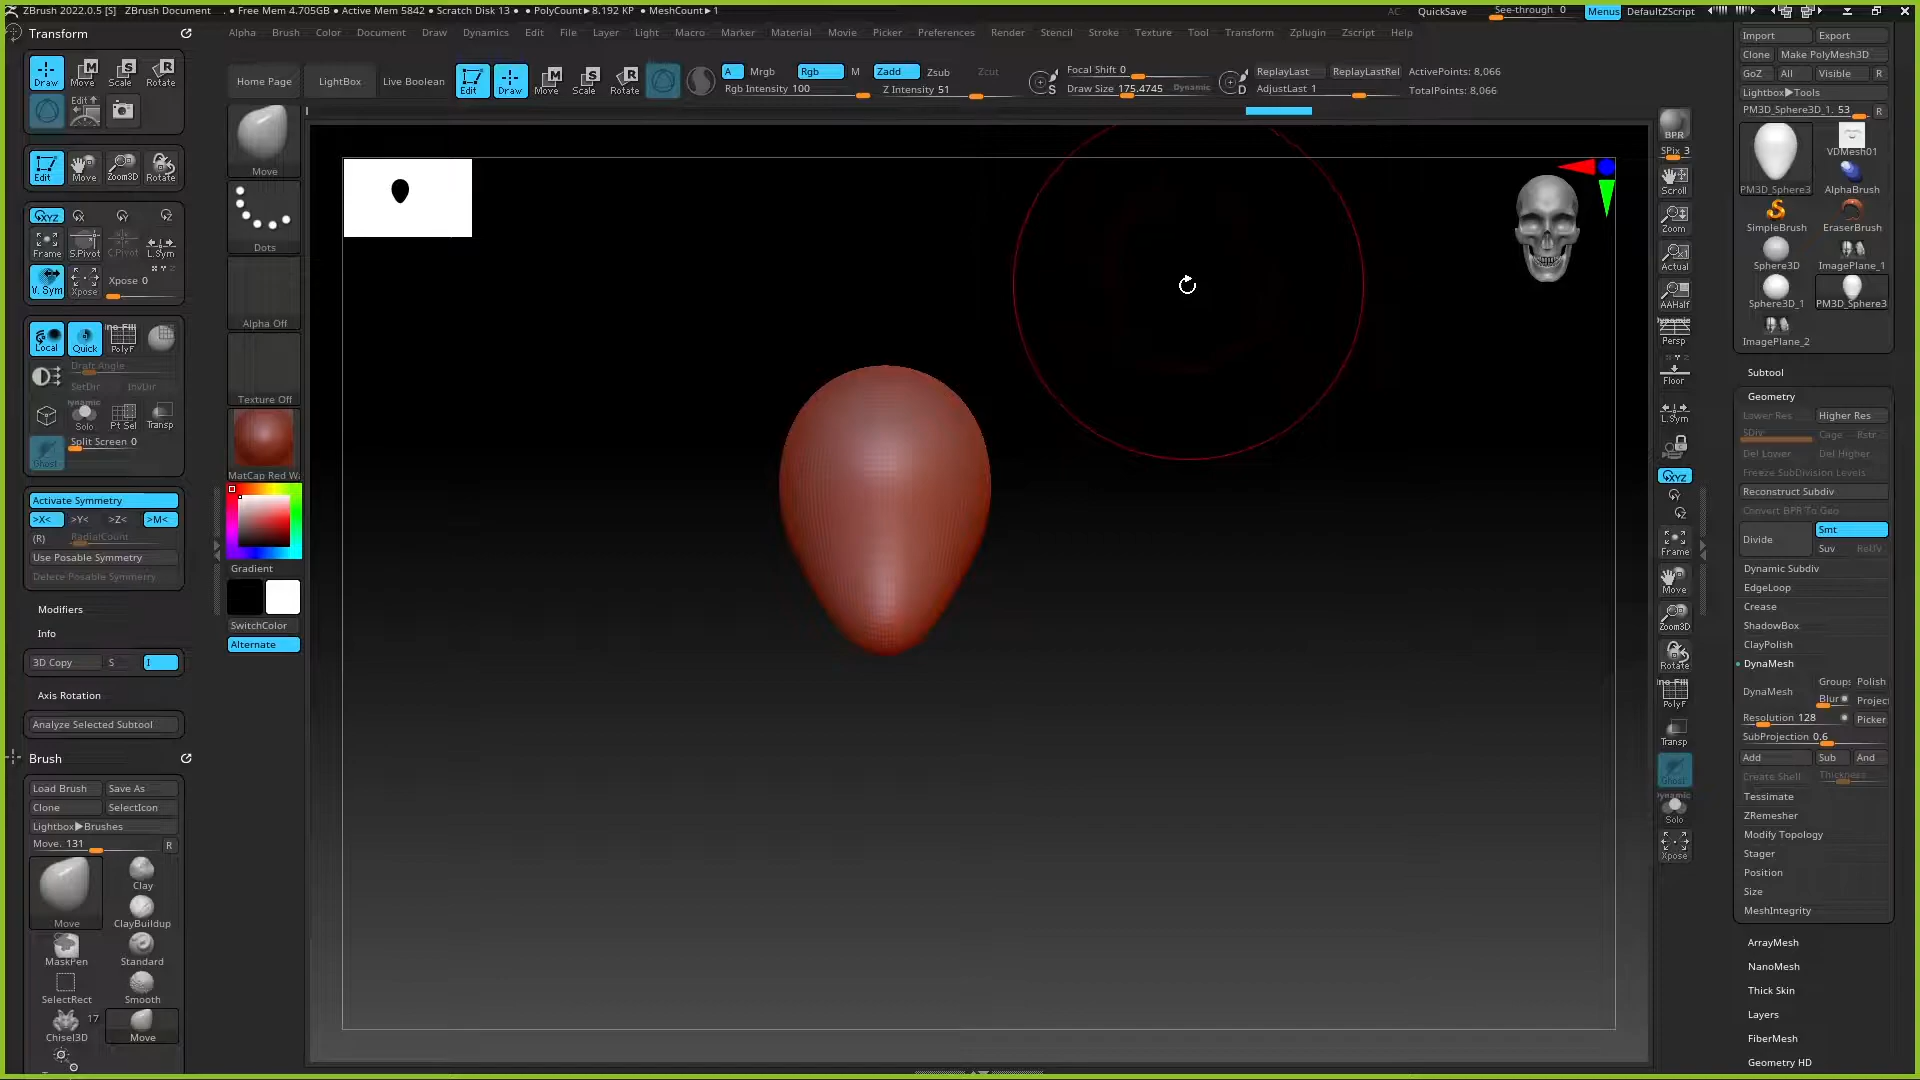 ZBrush 2022.0.5 [S] ZBrush Document . • Free Mem 4.705GB • Active Mem 5842 • Scratch Disk 13 • PolyCount► 8.192 KP • MeshCount► 1 AC QuickSave See-through 0 Menus DefaultZScript
Alpha Brush Color Document Draw Dynamics Edit File Layer Light Macro Marker Material Movie Picker Preferences Render Stencil Stroke Texture Tool Transform Zplugin Zscript Help
Transform
Draw Move Scale Rotate
Edit
Edit Move Zoom3D Rotate
XYZ
Frame S.Pivot C.Pivot L.Sym
V. Sym Xpose Xpose 0
Local Quick PolyF
Draft Angle
SetDir InvDir
Dynamic
Solo Pt Sel Transp
Ghost Split Screen 0
Activate Symmetry
>X< >Y< >Z< >M<
(R) RadialCount
Use Posable Symmetry
Delete Posable Symmetry
Modifiers
Info
3D Copy S I
Axis Rotation
Analyze Selected Subtool
Brush
Load Brush Save As
Clone SelectIcon
Lightbox►Brushes
Move. 131 R
Move Clay
ClayBuildup
MaskPen Standard
SelectRect Smooth
Chisel3D 17 Move
Home Page LightBox Live Boolean Edit Draw Move Scale Rotate
A Mrgb Rgb M Zadd Zsub Zcut
Rgb Intensity 100 Z Intensity 51
S Focal Shift 0 D
Draw Size 175.4745 Dynamic
ReplayLast ReplayLastRel ActivePoints: 8,066
AdjustLast 1 TotalPoints: 8,066
Move
Dots
Alpha Off
Texture Off
MatCap Red Wa
Gradient
SwitchColor
Alternate
BPR
SPix 3
Scroll
Zoom
Actual
AAHalf
Dynamic
Persp
Floor
L.Sym
XYZ
Frame
Move
Zoom3D
Rotate
PolyF
Transp
Ghost
Dynamic
Solo
Xpose
Import Export
Clone Make PolyMesh3D
GoZ All Visible R
Lightbox►Tools
PM3D_Sphere3D_1. 53 R
PM3D_Sphere3 VDMesh01
AlphaBrush
SimpleBrush EraserBrush
Sphere3D ImagePlane_1
Sphere3D_1 PM3D_Sphere3
ImagePlane_2
Subtool
Geometry
Lower Res Higher Res
SDiv Cage Rstr
Del Lower Del Higher
Freeze SubDivision Levels
Reconstruct Subdiv
Convert BPR To Geo
Divide Smt
Suv ReUV
Dynamic Subdiv
EdgeLoop
Crease
ShadowBox
ClayPolish
DynaMesh
DynaMesh Groups Polish
Blur Project
Resolution 128 Picker
SubProjection 0.6
Add Sub And
Create Shell Thickness
Tessimate
ZRemesher
Modify Topology
Stager
Position
Size
MeshIntegrity
ArrayMesh
NanoMesh
Thick Skin
Layers
FiberMesh
Geometry HD